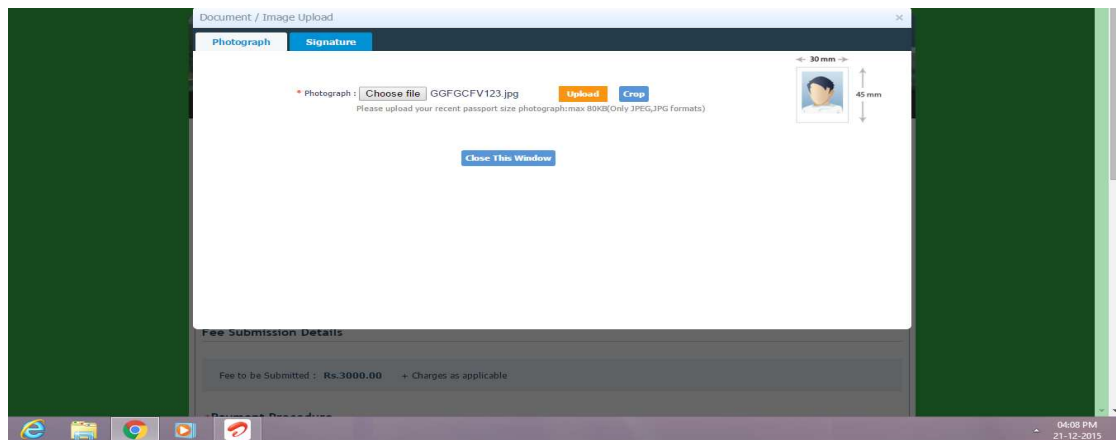 Document / Image Upload ×
Photograph Signature
30 mm
* Photograph : Choose file GGFGCFV123.jpg Upload Crop
45 mm
Please upload your recent passport size photograph:max 80KB(Only JPEG,JPG formats)
Close This Window
Fee Submission Details
Fee to be Submitted : Rs.3000.00 + Charges as applicable
Payment Procedure
04:08 PM
21-12-2015